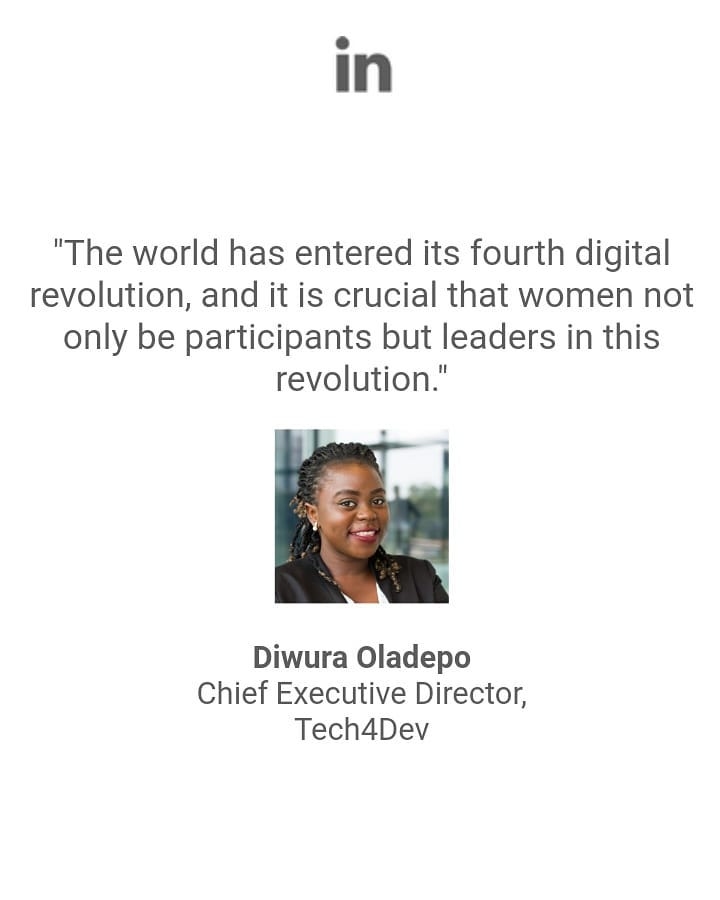 in
"The world has entered its fourth digital
revolution, and it is crucial that women not
only be participants but leaders in this
revolution."
Diwura Oladepo
Chief Executive Director,
Tech4Dev